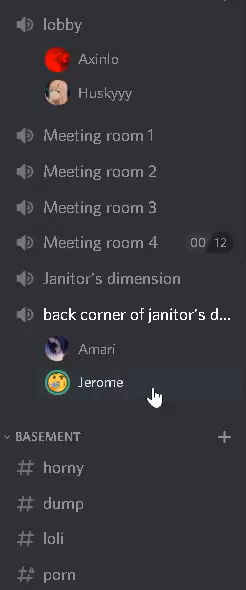 lobby
Axinlo
Huskyyy
Meeting room 1
Meeting room 2
Meeting room 3
Meeting room 4 00 12
Janitor's dimension
back corner of janitor's d...
Amari
Jerome
BASEMENT
horny
dump
loli
porn